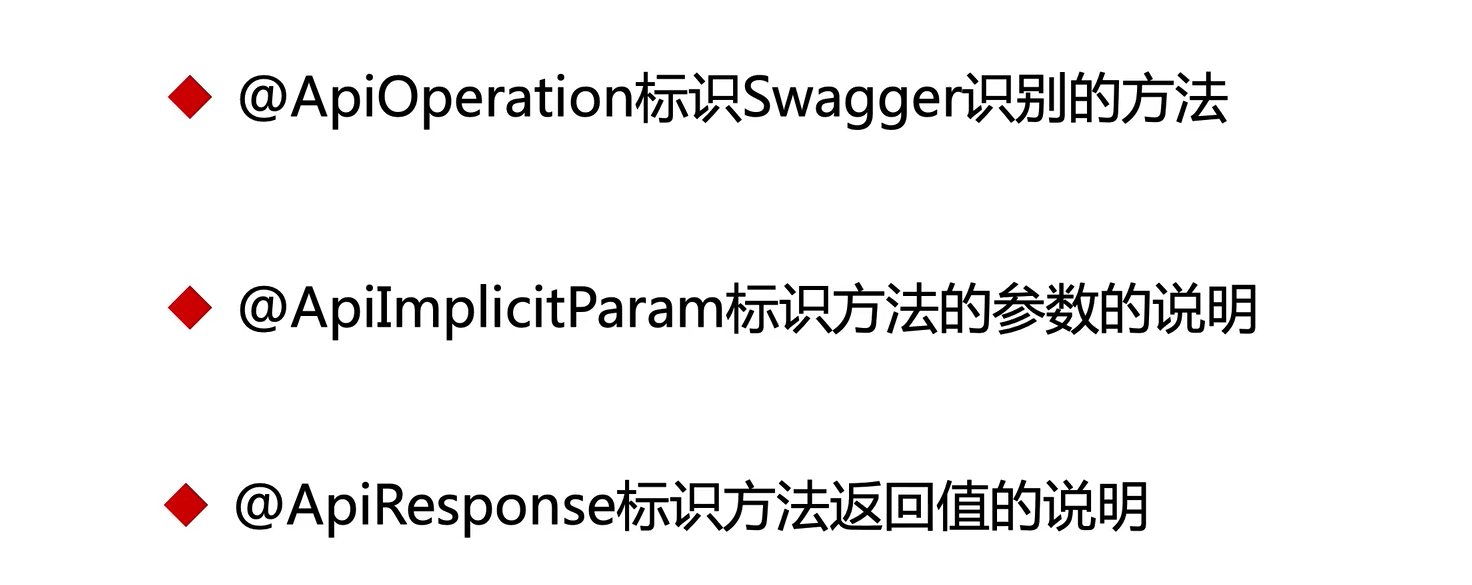 @ApiOperation标识Swagger识别的方法
@ApiImplicitParam标识方法的参数的说明
@ApiResponse标识方法返回值的说明